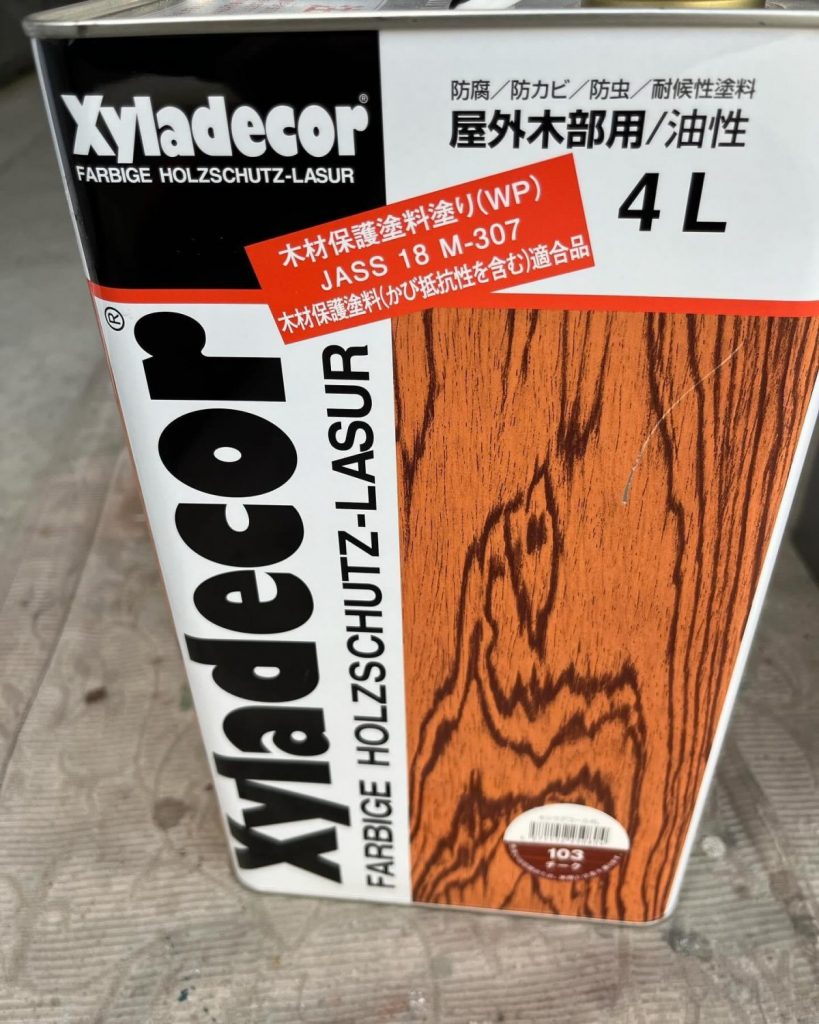 Xyladecor®
FARBIGE HOLZSCHUTZ-LASUR
防腐／防カビ／防虫／耐候性塗料
屋外木部用/油性
4L
木材保護塗料塗り(WP)
JASS 18 M-307
木材保護塗料(かび抵抗性を含む)適合品
Xyladecor®
FARBIGE HOLZSCHUTZ-LASUR
103
チーク